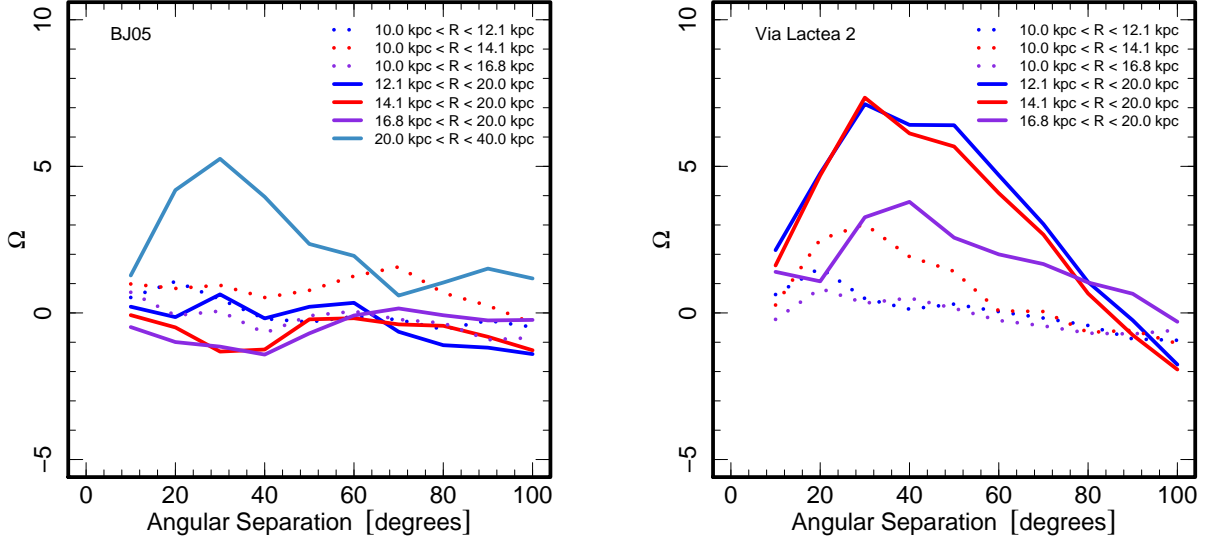 BJ05
10.0 kpc < R < 12.1 kpc
10.0 kpc < R < 14.1 kpc
10.0 kpc < R < 16.8 kpc
12.1 kpc < R < 20.0 kpc
14.1 kpc < R < 20.0 kpc
16.8 kpc < R < 20.0 kpc
20.0 kpc < R < 40.0 kpc
10
5
0
−5
Ω
0 20 40 60 80 100
Angular Separation [degrees]
Via Lactea 2
10.0 kpc < R < 12.1 kpc
10.0 kpc < R < 14.1 kpc
10.0 kpc < R < 16.8 kpc
12.1 kpc < R < 20.0 kpc
14.1 kpc < R < 20.0 kpc
16.8 kpc < R < 20.0 kpc
10
5
0
−5
Ω
0 20 40 60 80 100
Angular Separation [degrees]